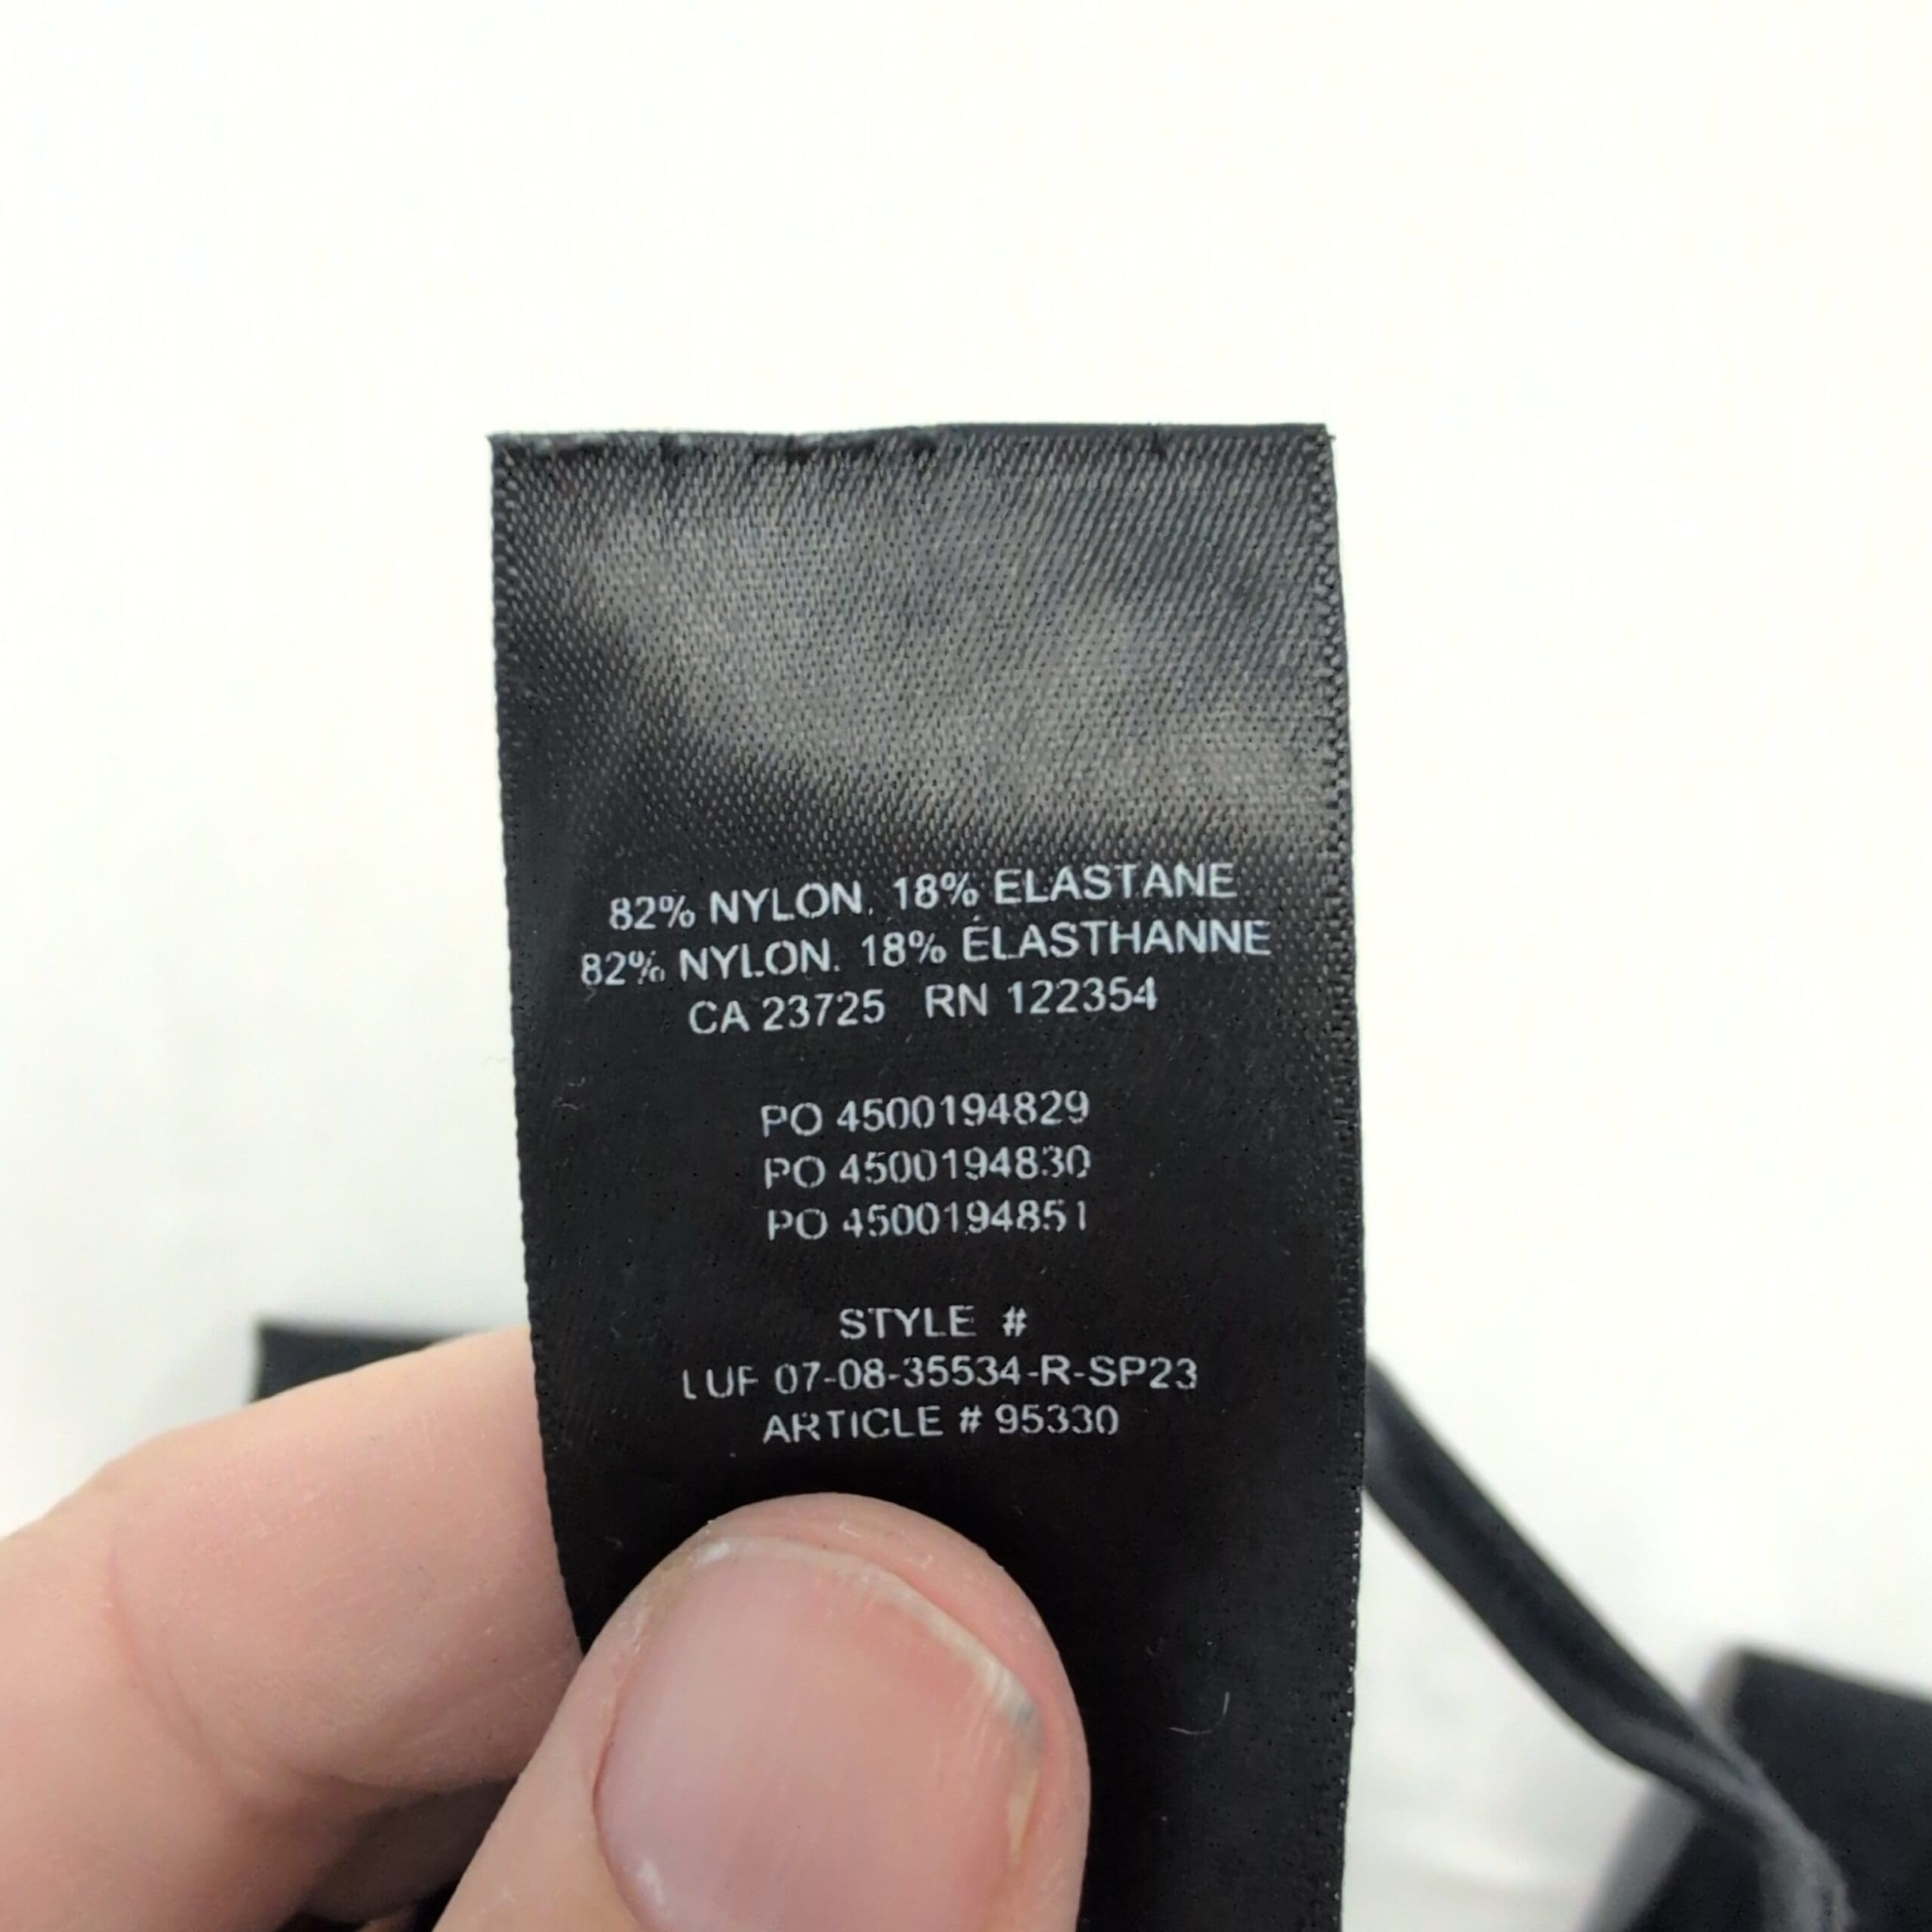 82% NYLON, 18% ELASTANE
82% NYLON, 18% ÉLASTHANNE
CA 23725 RN 122354
PO 4500194829
PO 4500194830
PO 4500194851
STYLE #
LUF 07-08-35534-R-SP23
ARTICLE # 95330